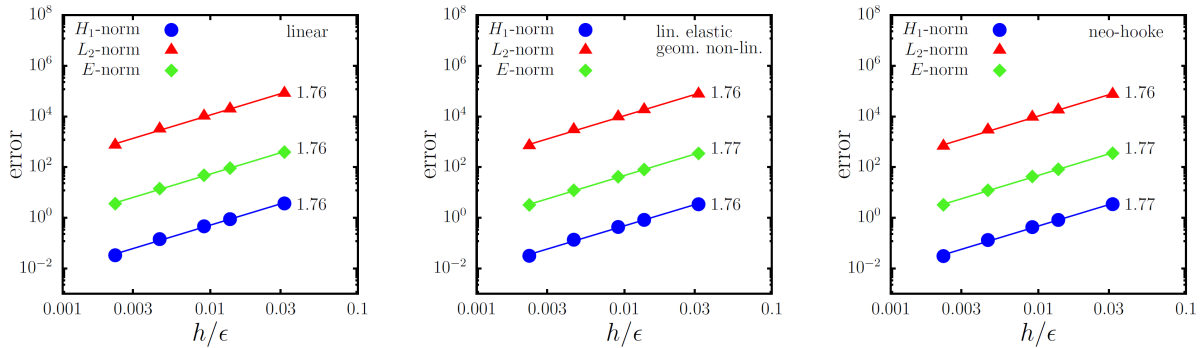 10^8
10^6
10^4
10^2
10^0
10^-2
error
H_1-norm
L_2-norm
E-norm
linear
1.76
1.76
1.76
0.001
0.003
0.01
0.03
0.1
h/ϵ
10^8
10^6
10^4
10^2
10^0
10^-2
error
H_1-norm
L_2-norm
E-norm
lin. elastic
geom. non-lin.
1.76
1.77
1.76
0.001
0.003
0.01
0.03
0.1
h/ϵ
10^8
10^6
10^4
10^2
10^0
10^-2
error
H_1-norm
L_2-norm
E-norm
neo-hooke
1.76
1.77
1.77
0.001
0.003
0.01
0.03
0.1
h/ϵ